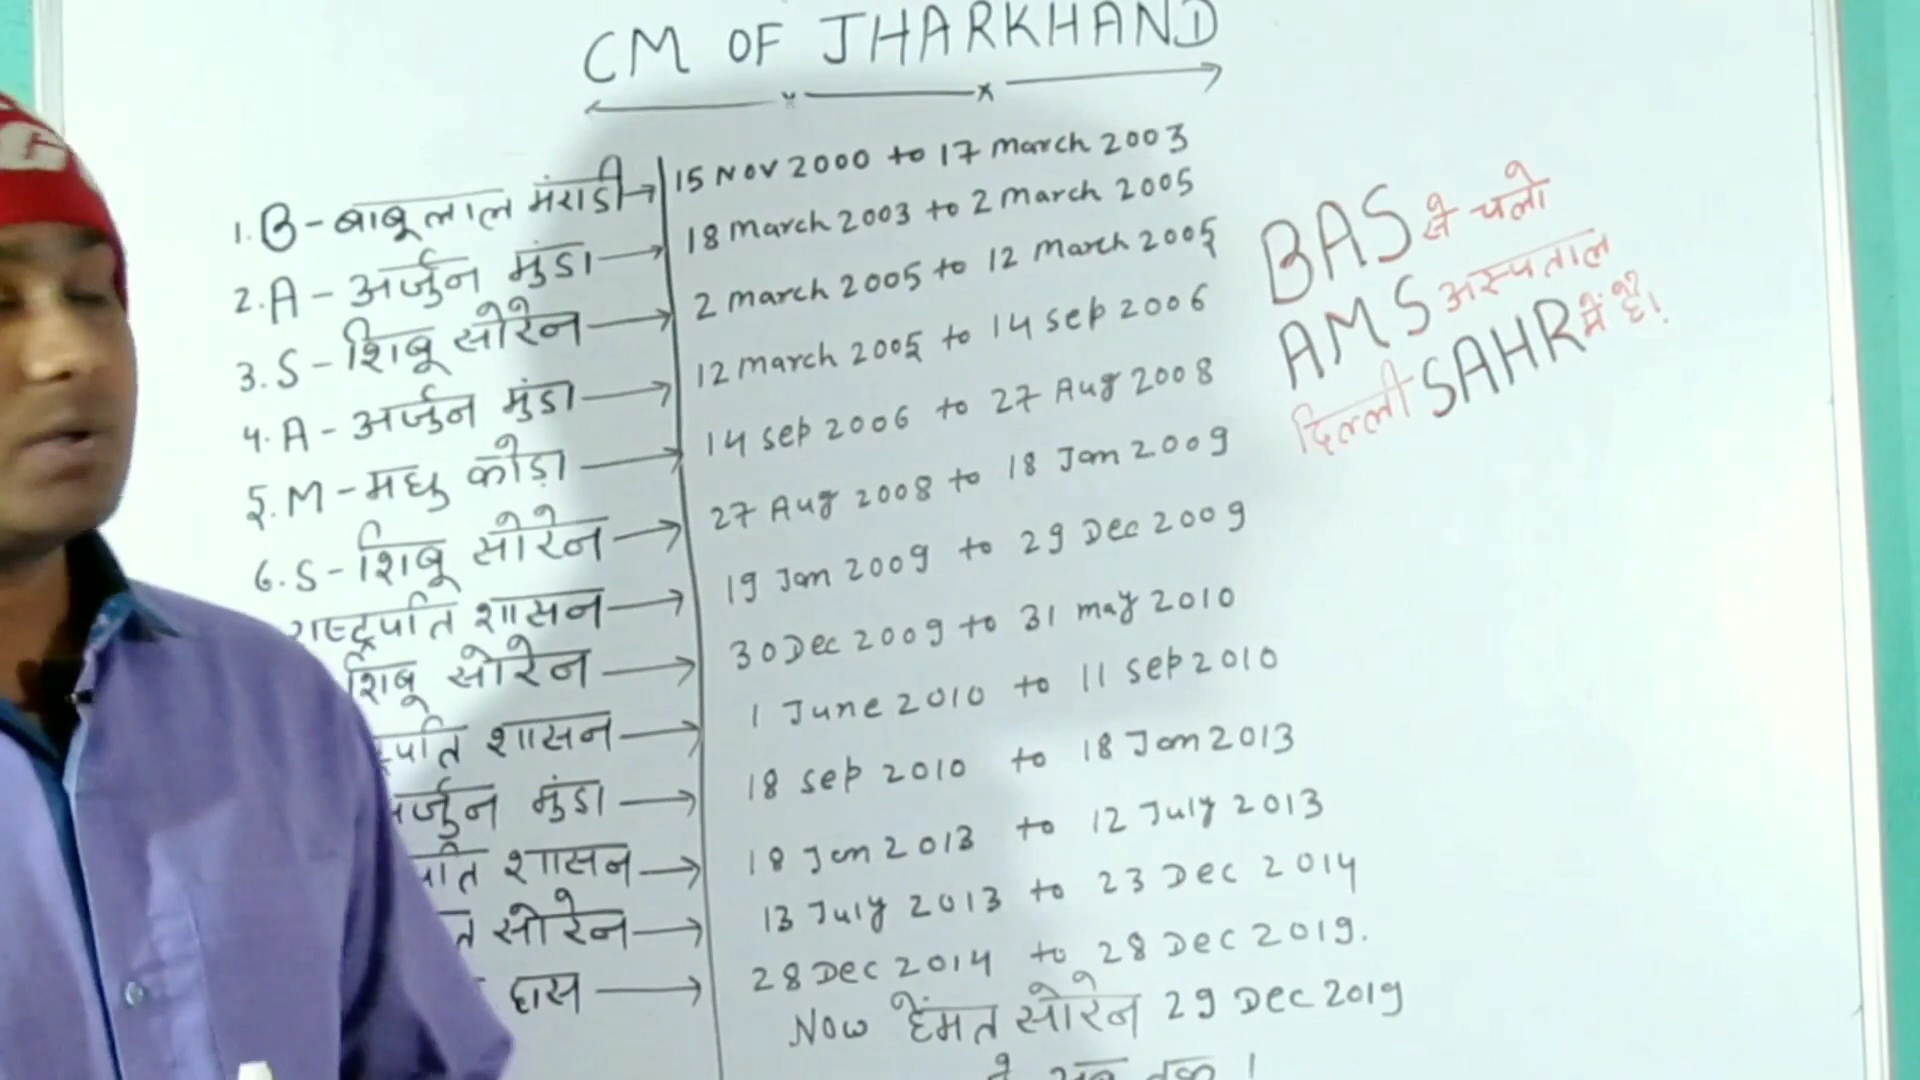 CM OF JHARKHAND
1. B - बाबूलाल मंराडी → 15 Nov 2000 to 17 March 2003
2. A - अर्जुन मुंडा → 18 March 2003 to 2 March 2005
3. S - शिबू सोरेन → 2 march 2005 to 12 March 2005
4. A - अर्जुन मुंडा → 12 march 2005 to 14 sep 2006
5. M - मधु कोड़ा → 14 sep 2006 to 27 Aug 2008
6. S - शिबू सोरेन → 27 Aug 2008 to 18 Jan 2009
राष्ट्रपति शासन → 19 Jan 2009 to 29 Dec 2009
शिबू सोरेन → 30 Dec 2009 to 31 may 2010
पति शासन → 1 June 2010 to 11 sep 2010
र्जुन मुंडा → 18 sep 2010 to 18 Jan 2013
पति शासन → 18 Jan 2013 to 12 July 2013
त सोरेन → 13 July 2013 to 23 Dec 2014
दास → 28 Dec 2014 to 28 Dec 2019.
Now हेंमत सोरेन 29 Dec 2019
से अब तक ।
BAS से चलो
AMS अस्पताल
दिल्ली SAHR में है।